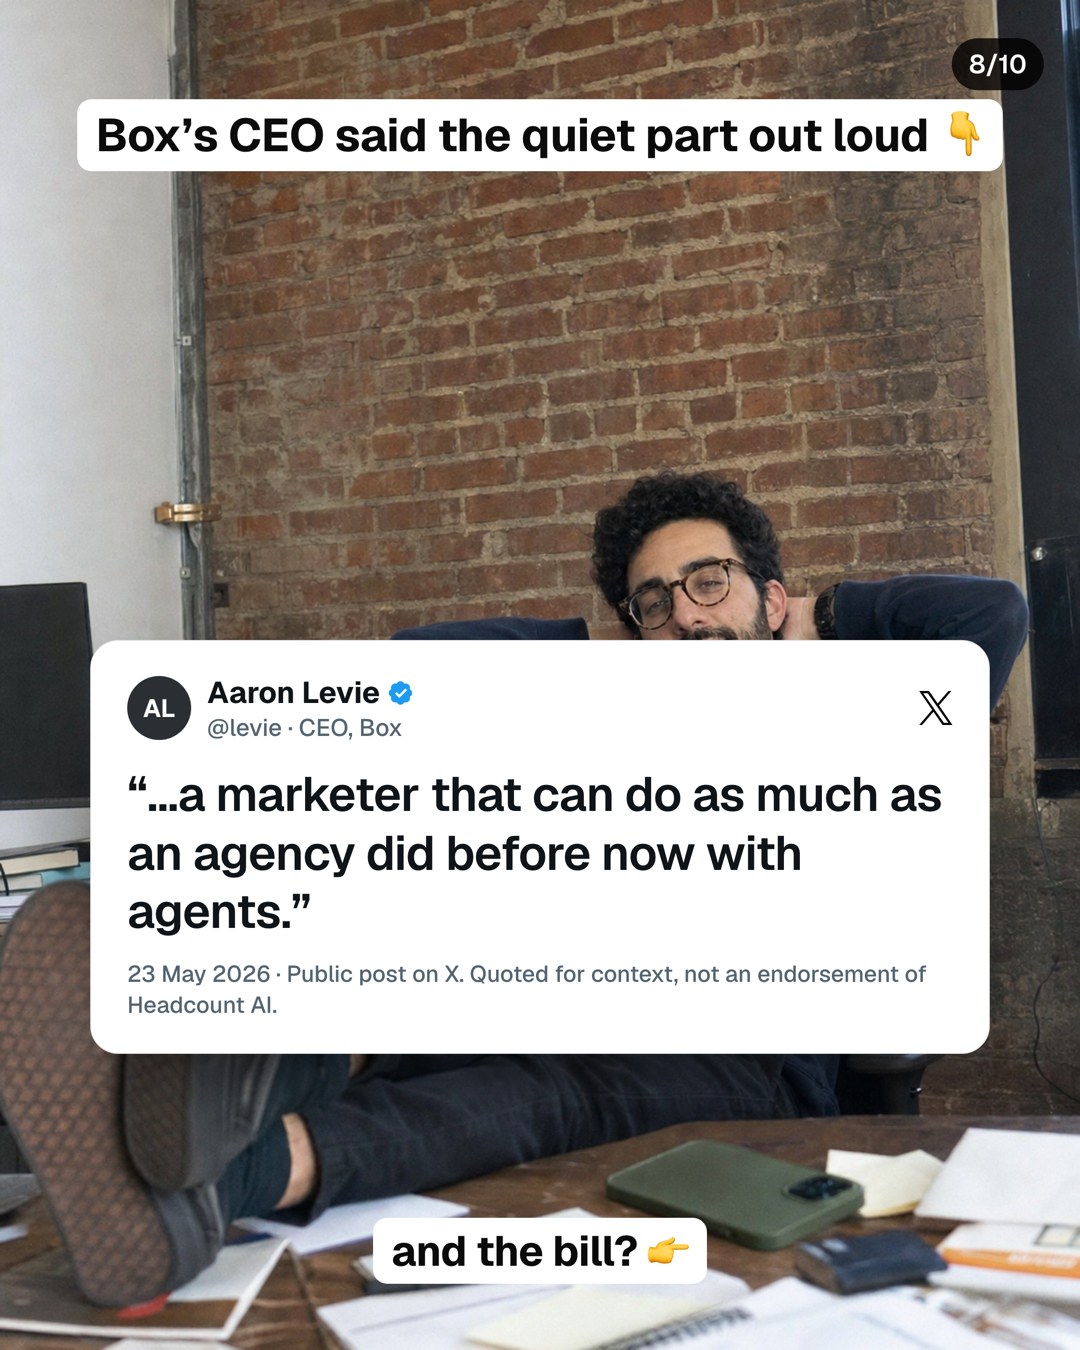 8/10
Box’s CEO said the quiet part out loud 👇
AL
Aaron Levie
@levie · CEO, Box
“...a marketer that can do as much as
an agency did before now with
agents.”
23 May 2026 · Public post on X. Quoted for context, not an endorsement of
Headcount AI.
and the bill? 👉